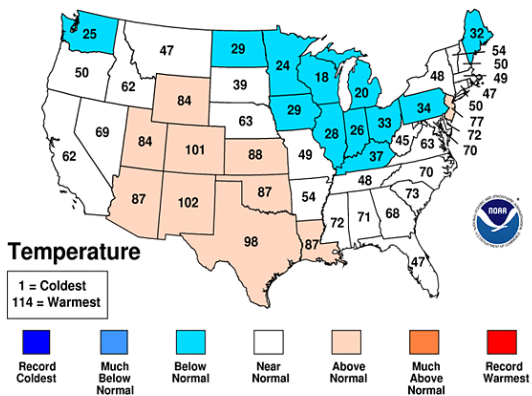 25
47
29
24
32
54
50
49
47
50
77
72
70
50
62
84
39
18
20
48
34
69
84
101
63
29
28
26
33
45
63
62
88
49
37
70
87
102
87
54
48
73
98
87
72
71
68
47
NOAA
Temperature
1 = Coldest
114 = Warmest
Record
Coldest
Much
Below
Normal
Below
Normal
Near
Normal
Above
Normal
Much
Above
Normal
Record
Warmest